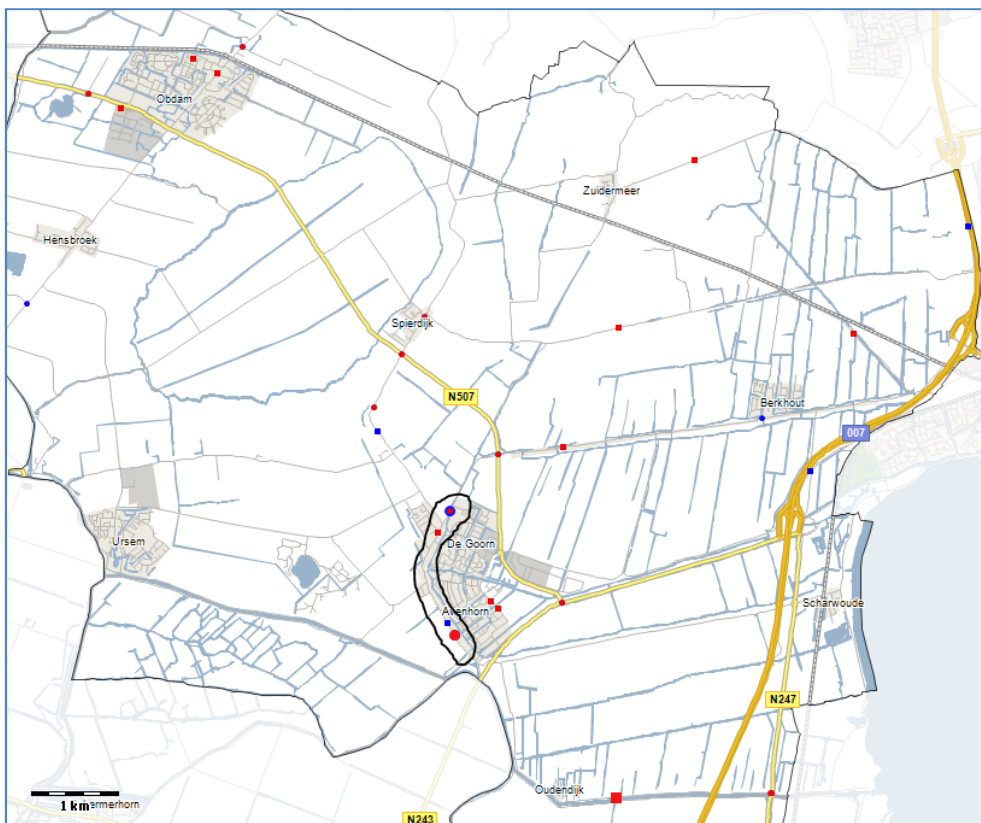 Obdam
Zuidermeer
Hensbroek
Spierdijk
N507
Berkhout
007
Ursem
De Goorn
Avenhorn
Scharwoude
N247
Oudendijk
1 km
N243